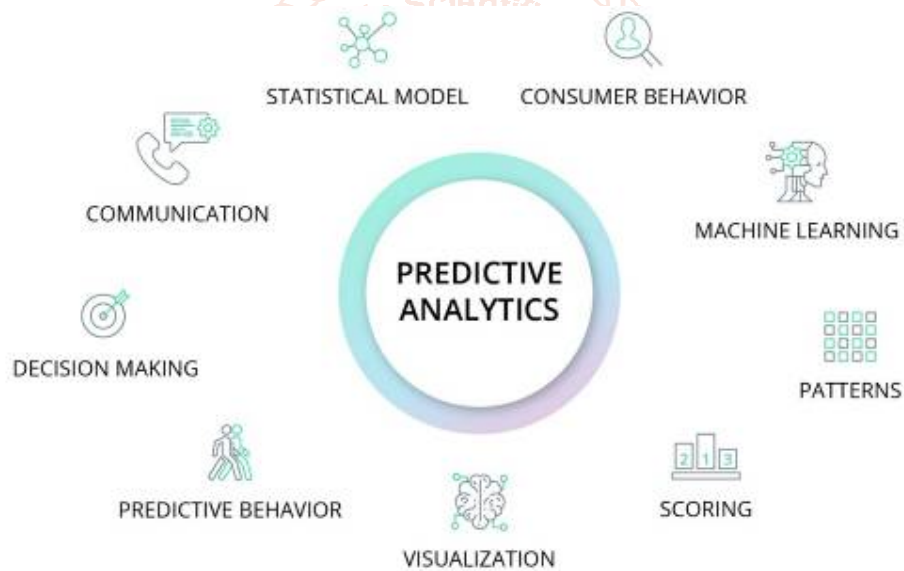 STATISTICAL MODEL
CONSUMER BEHAVIOR
COMMUNICATION
MACHINE LEARNING
PREDICTIVE
ANALYTICS
DECISION MAKING
PATTERNS
2 1 3
PREDICTIVE BEHAVIOR
SCORING
VISUALIZATION